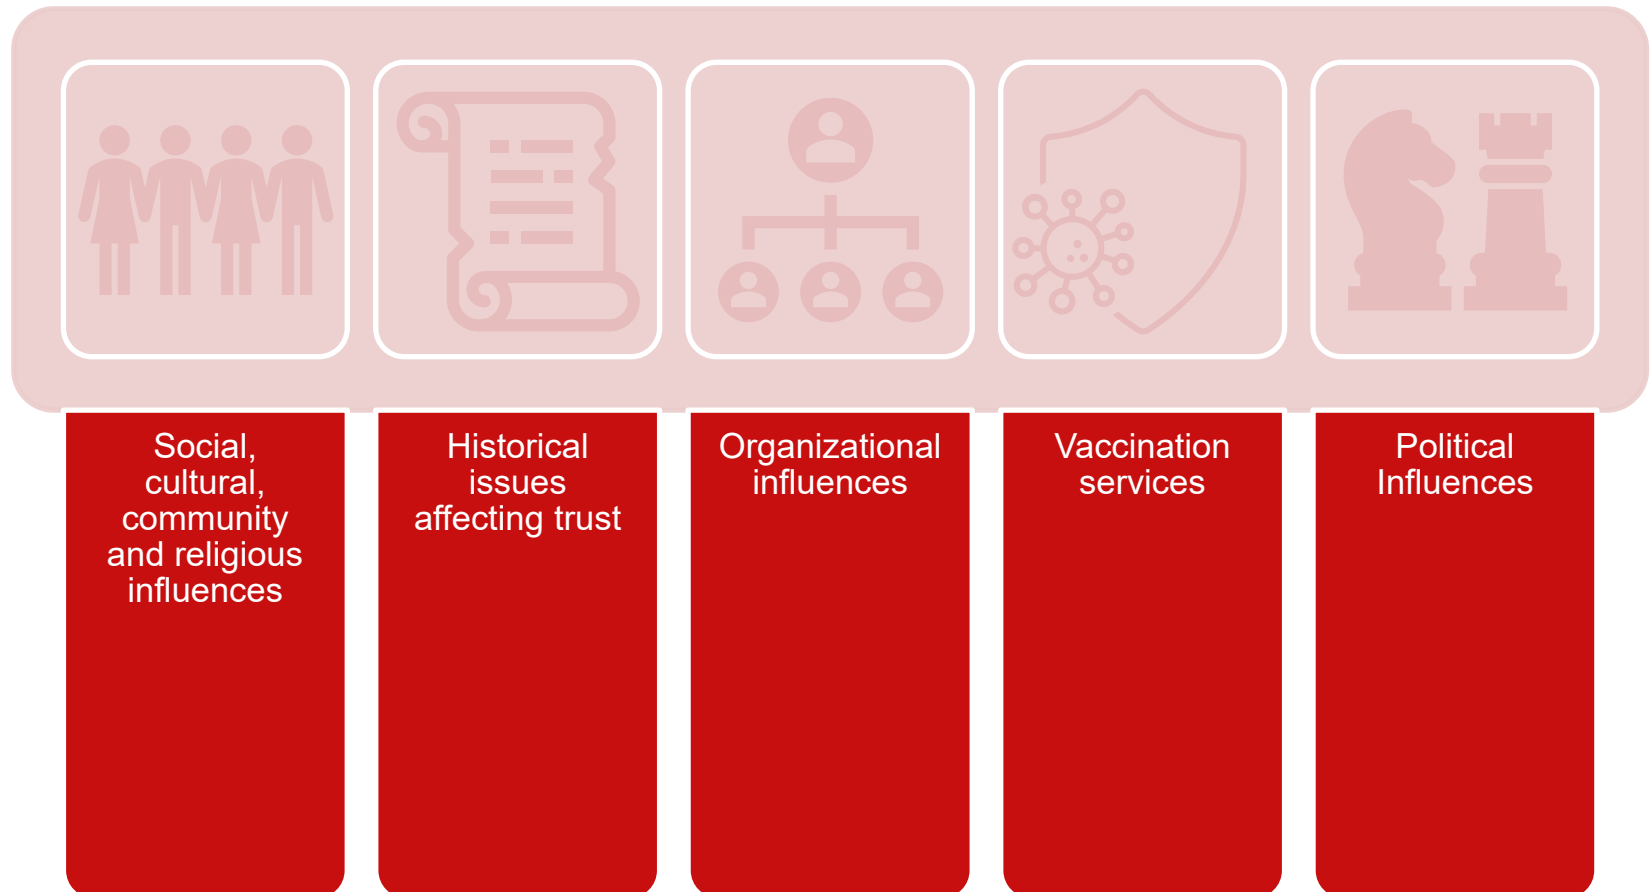 Social,
cultural,
community
and religious
influences
Historical
issues
affecting trust
Organizational
influences
Vaccination
services
Political
Influences